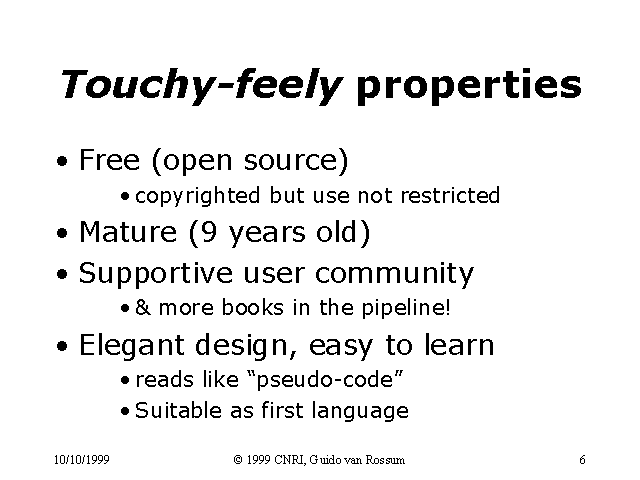 Touchy-feely properties
• Free (open source)
• copyrighted but use not restricted
• Mature (9 years old)
• Supportive user community
• & more books in the pipeline!
• Elegant design, easy to learn
• reads like “pseudo-code”
• Suitable as first language
10/10/1999 © 1999 CNRI, Guido van Rossum 6